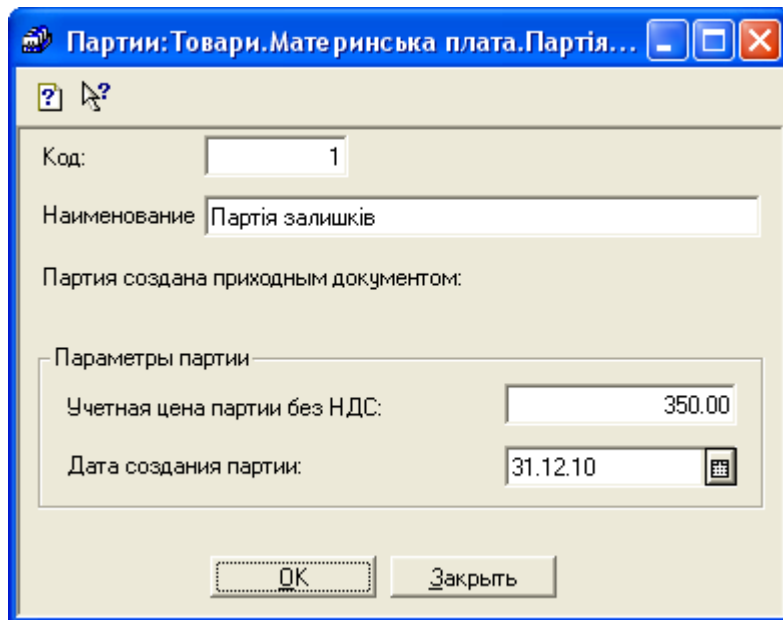 Партии:Товари.Материнська плата.Партія...
Код: 1
Наименование Партія залишків
Партия создана приходным документом:
Параметры партии
Учетная цена партии без НДС: 350.00
Дата создания партии: 31.12.10
OK Закрыть